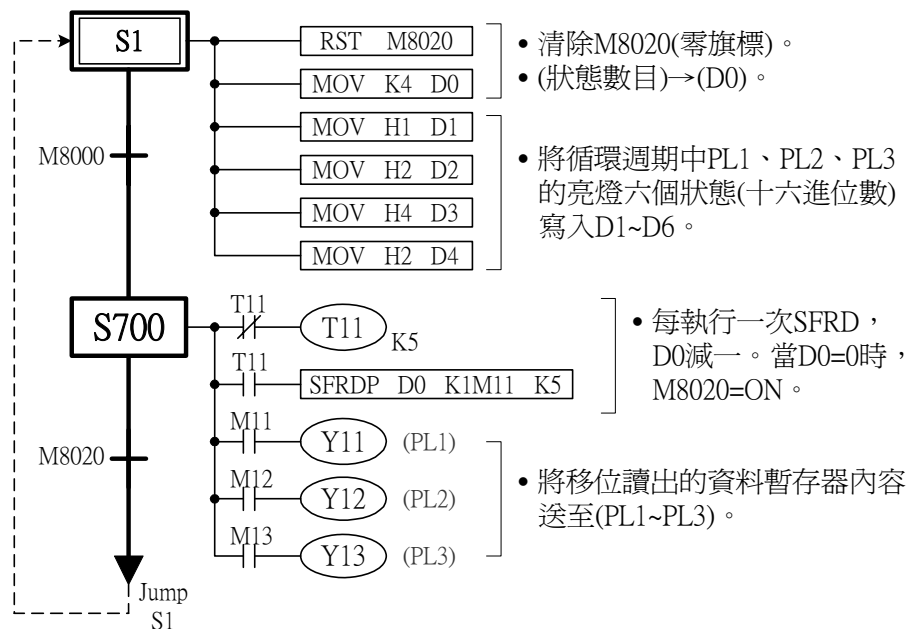 S1
RST M8020
MOV K4 D0
MOV H1 D1
MOV H2 D2
MOV H4 D3
MOV H2 D4
• 清除M8020(零旗標)。
• (狀態數目)→(D0)。
• 將循環週期中PL1、PL2、PL3
的亮燈六個狀態(十六進位數)
寫入D1~D6。
M8000
S700
T11
T11
K5
T11
SFRDP D0 K1M11 K5
• 每執行一次SFRD，
D0減一。當D0=0時，
M8020=ON。
M11
Y11
(PL1)
M12
Y12
(PL2)
M13
Y13
(PL3)
• 將移位讀出的資料暫存器內容
送至(PL1~PL3)。
M8020
Jump
S1